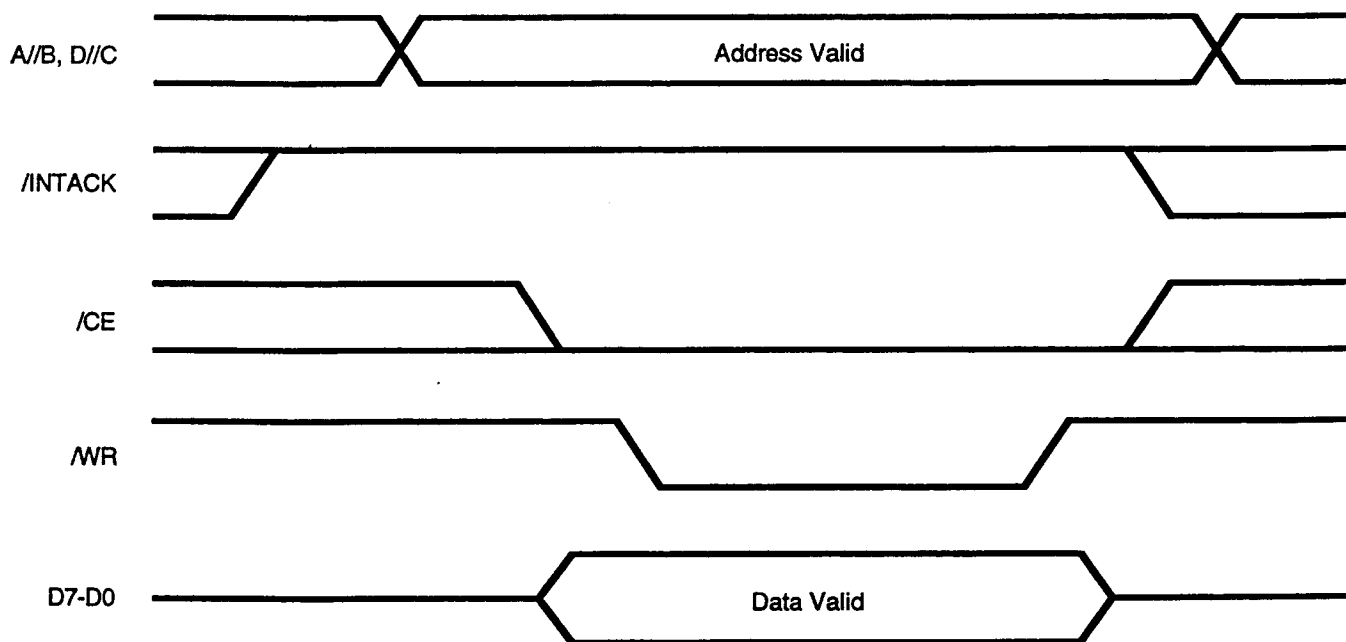 A//B, D//C
Address Valid
/INTACK
/CE
/WR
D7-D0
Data Valid